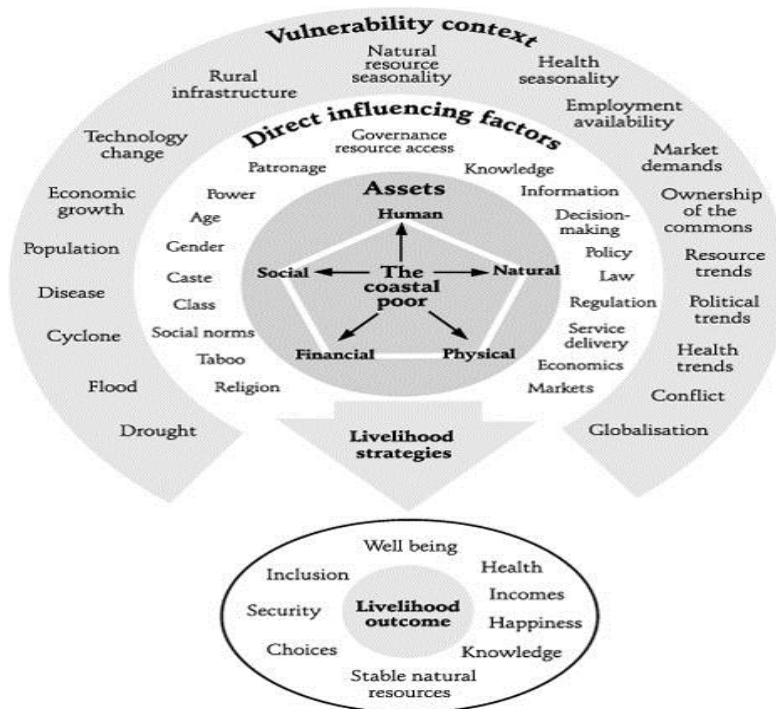 Vulnerability context
Natural
resource
seasonality
Rural
infrastructure
Health
seasonality
Technology
change
Employment
availability
Economic
growth
Market
demands
Population
Ownership
of the
commons
Disease
Resource
trends
Cyclone
Political
trends
Flood
Health
trends
Drought
Conflict
Globalisation
Direct influencing factors
Governance
resource access
Patronage
Knowledge
Power
Information
Age
Decision-
making
Gender
Policy
Caste
Law
Class
Regulation
Social norms
Service
delivery
Taboo
Economics
Religion
Markets
Assets
Human
Social
The
coastal
poor
Natural
Financial
Physical
Livelihood
strategies
Well being
Inclusion
Health
Security
Incomes
Livelihood
outcome
Happiness
Choices
Knowledge
Stable natural
resources